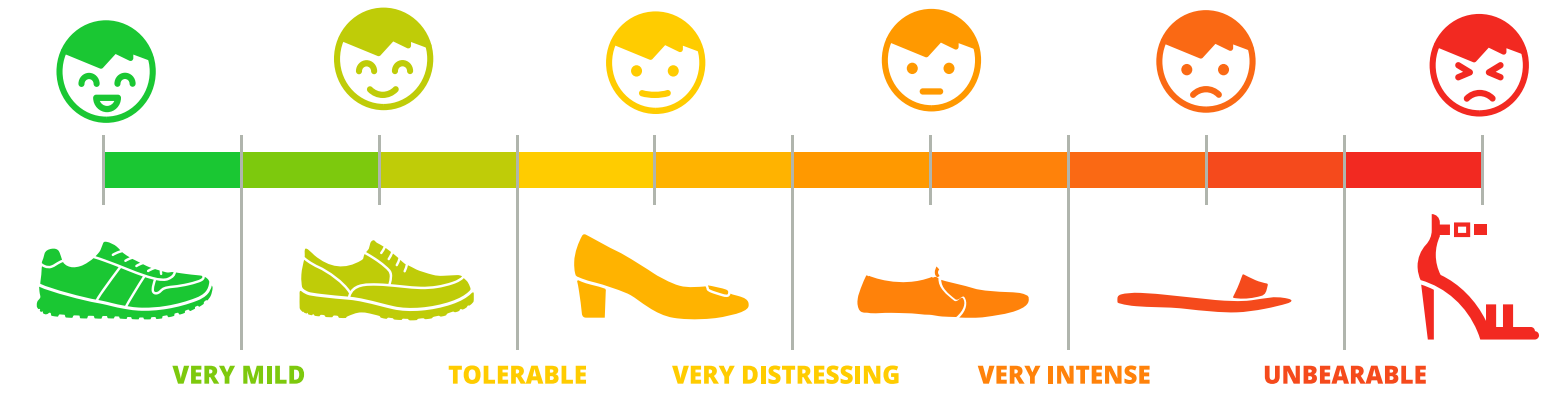 VERY MILD
TOLERABLE
VERY DISTRESSING
VERY INTENSE
UNBEARABLE